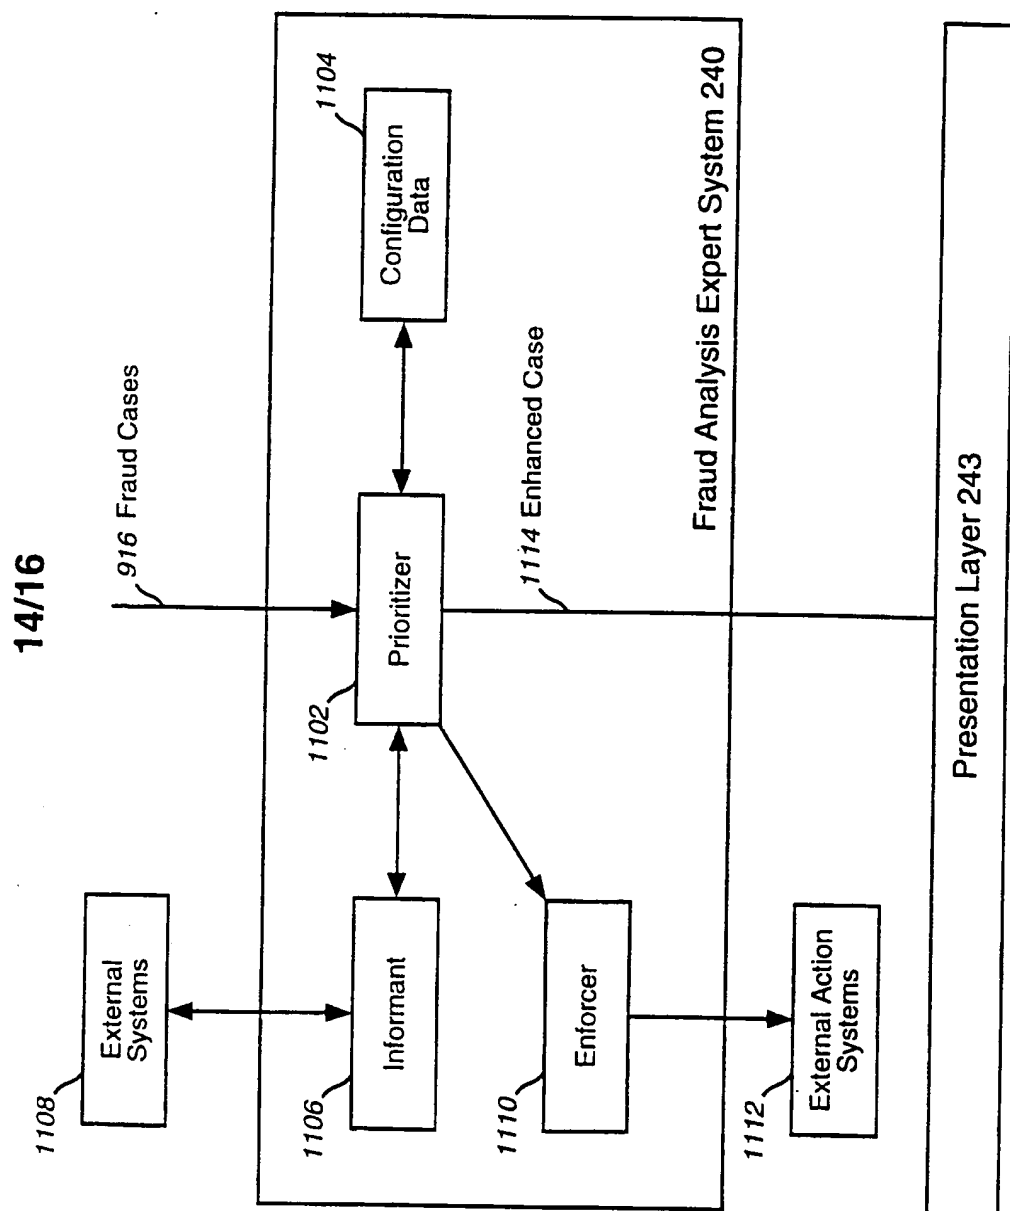 14/16
916 Fraud Cases
External
Systems
1108
Informant
1106
Prioritizer
1102
Configuration
Data
1104
Enforcer
1110
1114 Enhanced Case
Fraud Analysis Expert System 240
External Action
Systems
1112
Presentation Layer 243